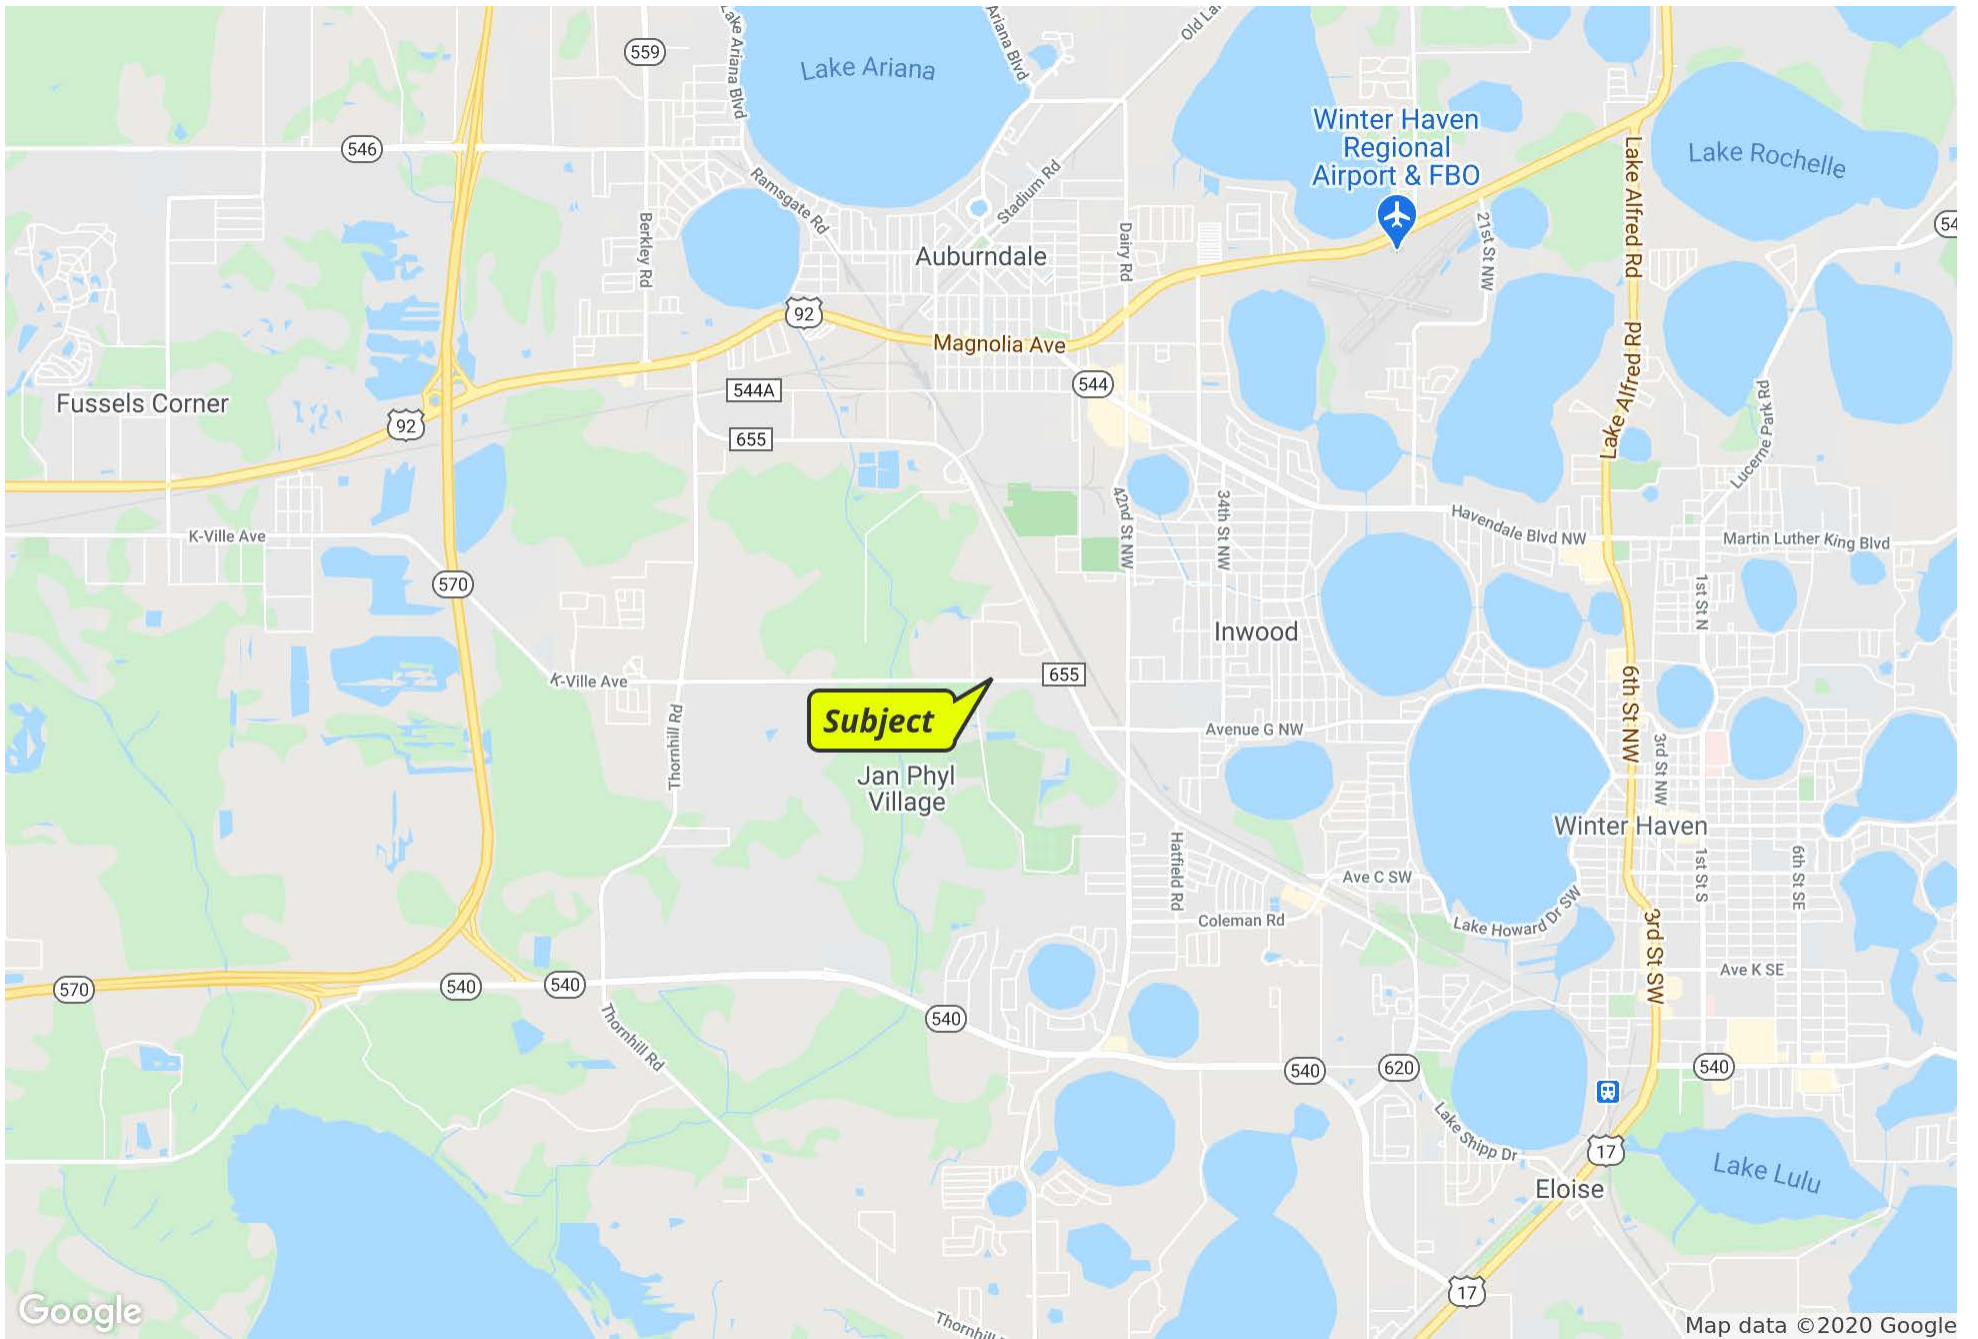 Lake Ariana Blvd
Ariana Blvd
Old
559
Lake Ariana
Winter Haven
Regional
Airport & FBO
Lake Alfred Rd
Lake Rochelle
546
Ramsgate Rd
Stadium Rd
Berkley Rd
Dairy Rd
21st St NW
54
Auburndale
92
Magnolia Ave
Lake Alfred Rd
544A
544
Fussels Corner
92
655
Lucerne Park Rd
42nd St NW
34th St NW
Havendale Blvd NW
Martin Luther King Blvd
K-Ville Ave
570
1st St N
Inwood
K-Ville Ave
655
6th St NW
Subject
Thornhill Rd
Avenue G NW
3rd St NW
Jan Phyl
Village
Winter Haven
Hatfield Rd
Ave C SW
1st St S
6th St SE
Coleman Rd
Lake Howard Dr SW
3rd St SW
Ave K SE
570
540
540
540
Thornhill Rd
540
620
540
Lake Shipp Dr
17
Lake Lulu
Eloise
17
Thornhill
Google
Map data ©2020 Google